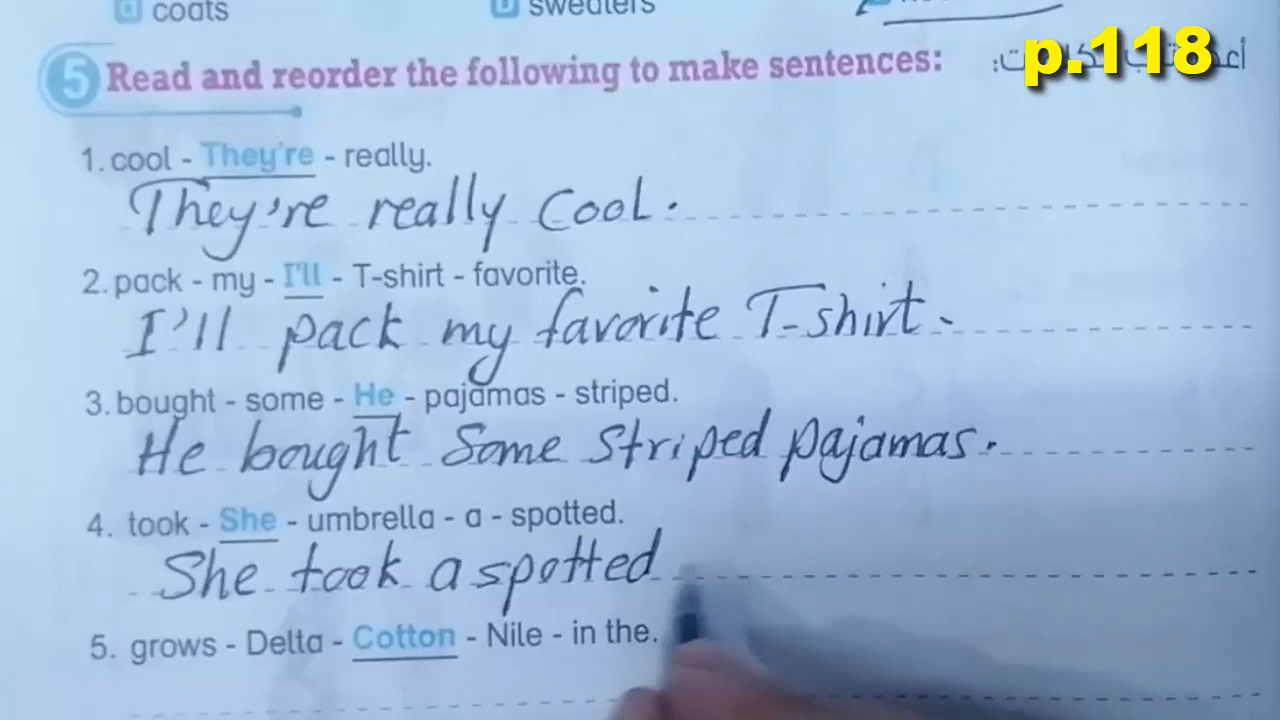 a coats
b sweaters
p.118
5 Read and reorder the following to make sentences:
1. cool - They're - really.
They're really Cool.
2. pack - my - I'll - T-shirt - favorite.
I'll pack my favorite T-shirt.
3. bought - some - He - pajamas - striped.
He bought Some Striped pajamas.
4. took - She - umbrella - a - spotted.
She took a spotted
5. grows - Delta - Cotton - Nile - in the.